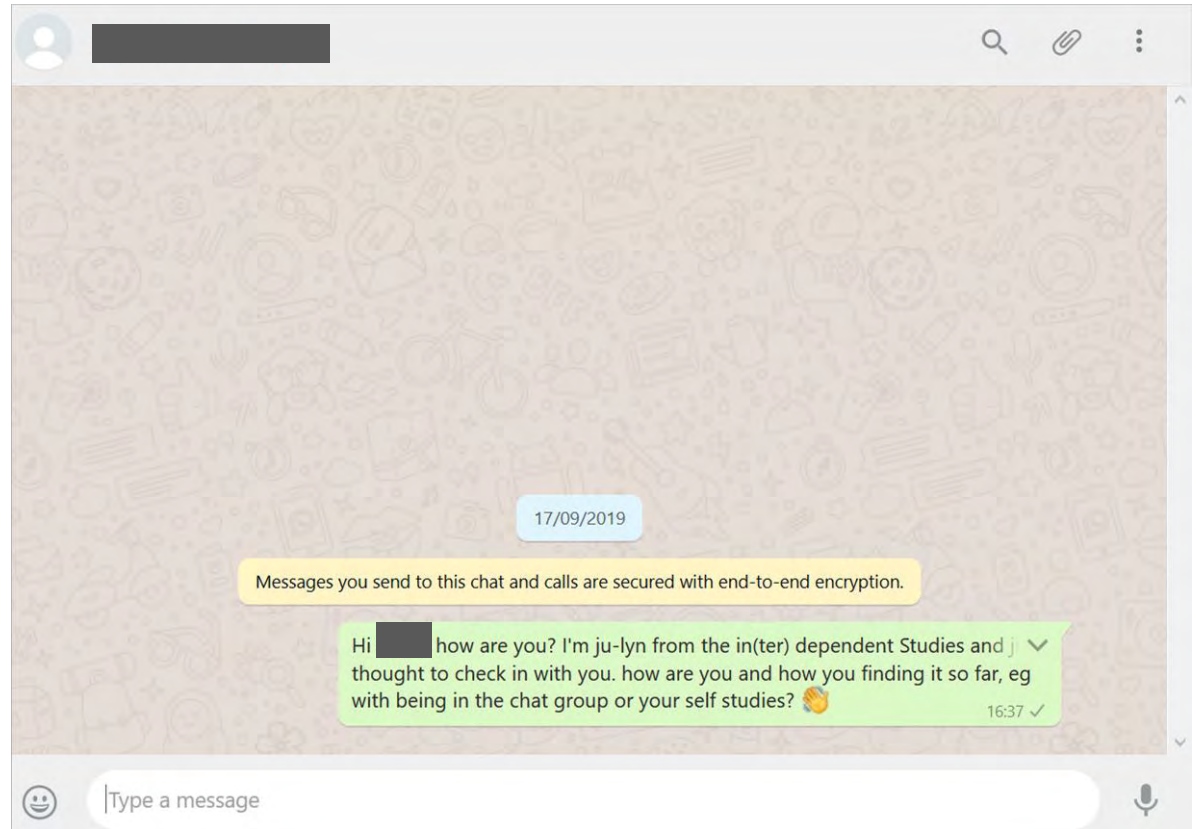 17/09/2019
Messages you send to this chat and calls are secured with end-to-end encryption.
Hi how are you? I'm ju-lyn from the in(ter) dependent Studies and j
thought to check in with you. how are you and how you finding it so far, eg
with being in the chat group or your self studies? 👋
16:37
Type a message